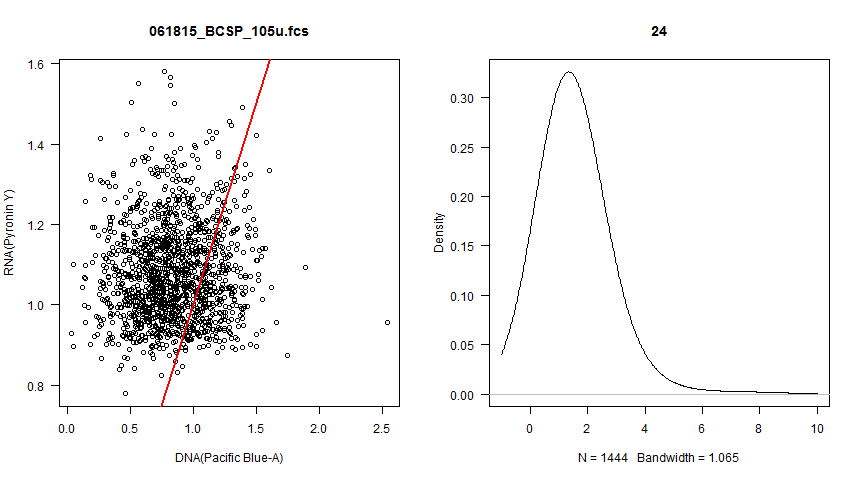 061815_BCSP_105u.fcs
RNA(Pyronin Y)
1.6
1.4
1.2
1.0
0.8
0.0 0.5 1.0 1.5 2.0 2.5
DNA(Pacific Blue-A)
24
Density
0.30
0.25
0.20
0.15
0.10
0.05
0.00
0 2 4 6 8 10
N = 1444 Bandwidth = 1.065